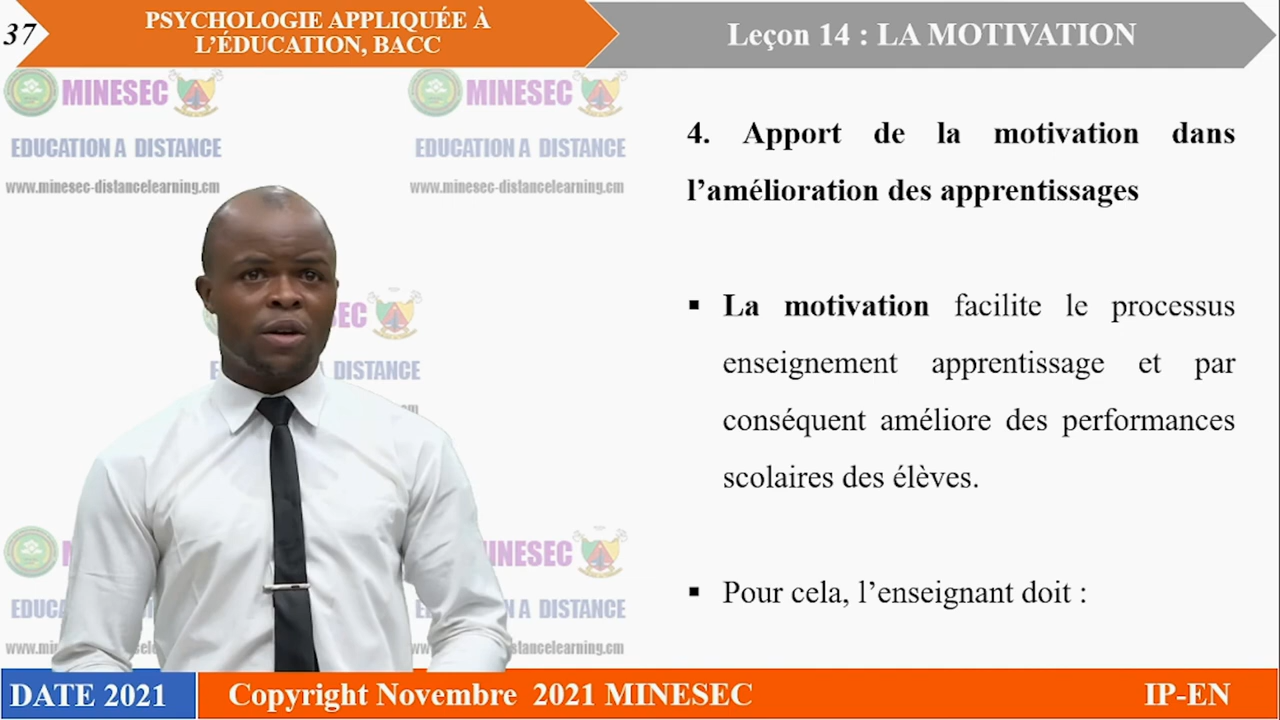 37
PSYCHOLOGIE APPLIQUÉE À
L’ÉDUCATION, BACC
Leçon 14 : LA MOTIVATION
MINESEC
EDUCATION A DISTANCE
www.minesec-distancelearning.cm
MINESEC
EDUCATION A DISTANCE
www.minesec-distancelearning.cm
4. Apport de la motivation dans
l’amélioration des apprentissages
▪ La motivation facilite le processus
enseignement apprentissage et par
conséquent améliore des performances
scolaires des élèves.
▪ Pour cela, l’enseignant doit :
DISTANCE
EDUCATION A DISTANCE
DATE 2021
Copyright Novembre 2021 MINESEC
IP-EN